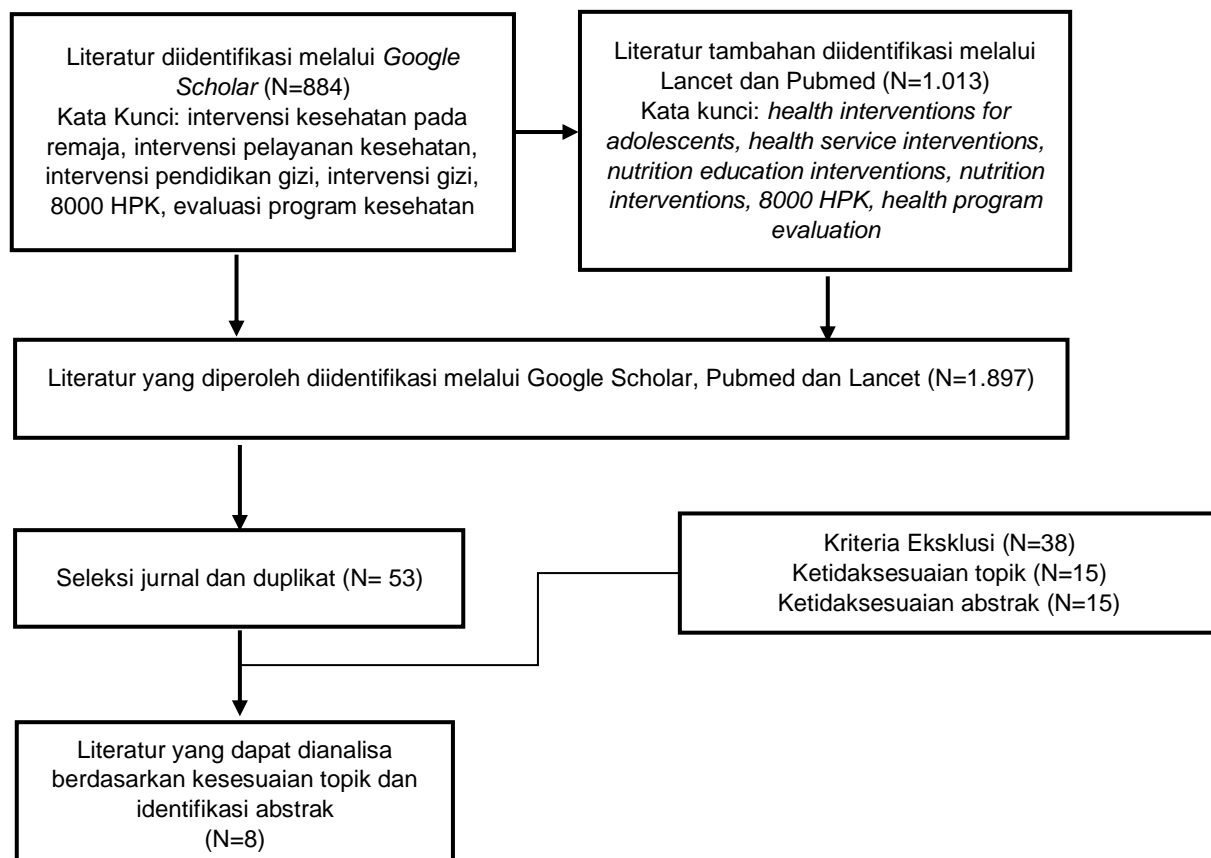 Literatur diidentifikasi melalui Google
Scholar (N=884)
Kata Kunci: intervensi kesehatan pada
remaja, intervensi pelayanan kesehatan,
intervensi pendidikan gizi, intervensi gizi,
8000 HPK, evaluasi program kesehatan
Literatur tambahan diidentifikasi melalui
Lancet dan Pubmed (N=1.013)
Kata kunci: health interventions for
adolescents, health service interventions,
nutrition education interventions, nutrition
interventions, 8000 HPK, health program
evaluation
Literatur yang diperoleh diidentifikasi melalui Google Scholar, Pubmed dan Lancet (N=1.897)
Seleksi jurnal dan duplikat (N= 53)
Kriteria Eksklusi (N=38)
Ketidaksesuaian topik (N=15)
Ketidaksesuaian abstrak (N=15)
Literatur yang dapat dianalisa
berdasarkan kesesuaian topik dan
identifikasi abstrak
(N=8)